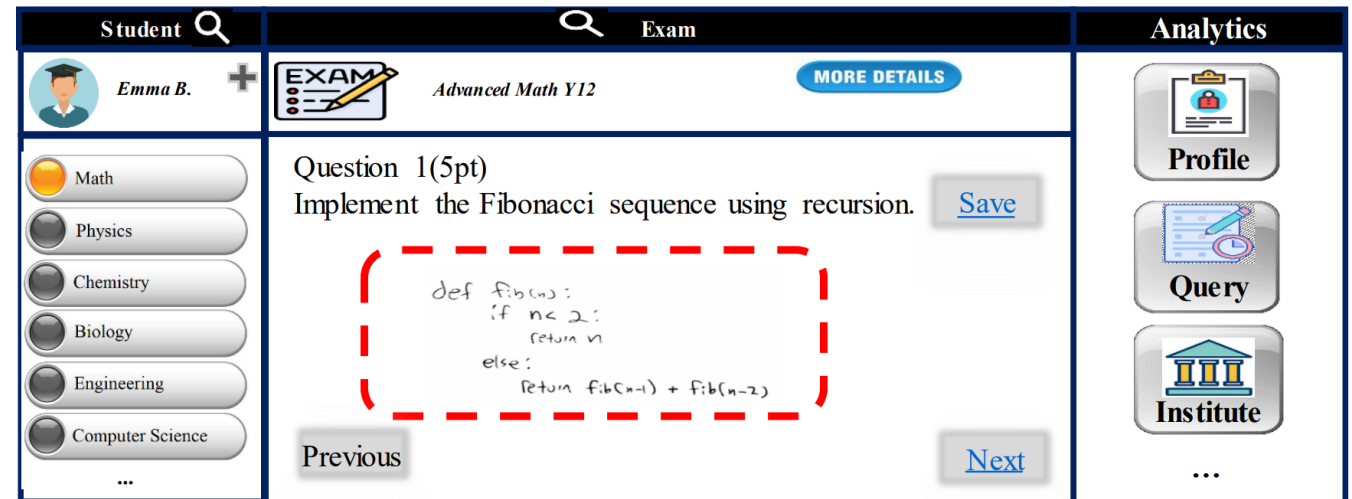 Student
Exam
Analytics
Emma B.
EXAM
Advanced Math Y12
MORE DETAILS
Math
Physics
Chemistry
Biology
Engineering
Computer Science
...
Question 1(5pt)
Implement the Fibonacci sequence using recursion.
Save
def fib(n):
if n< 2:
return n
else:
return fib(n-1) + fib(n-2)
Previous
Next
Profile
Query
Institute
...